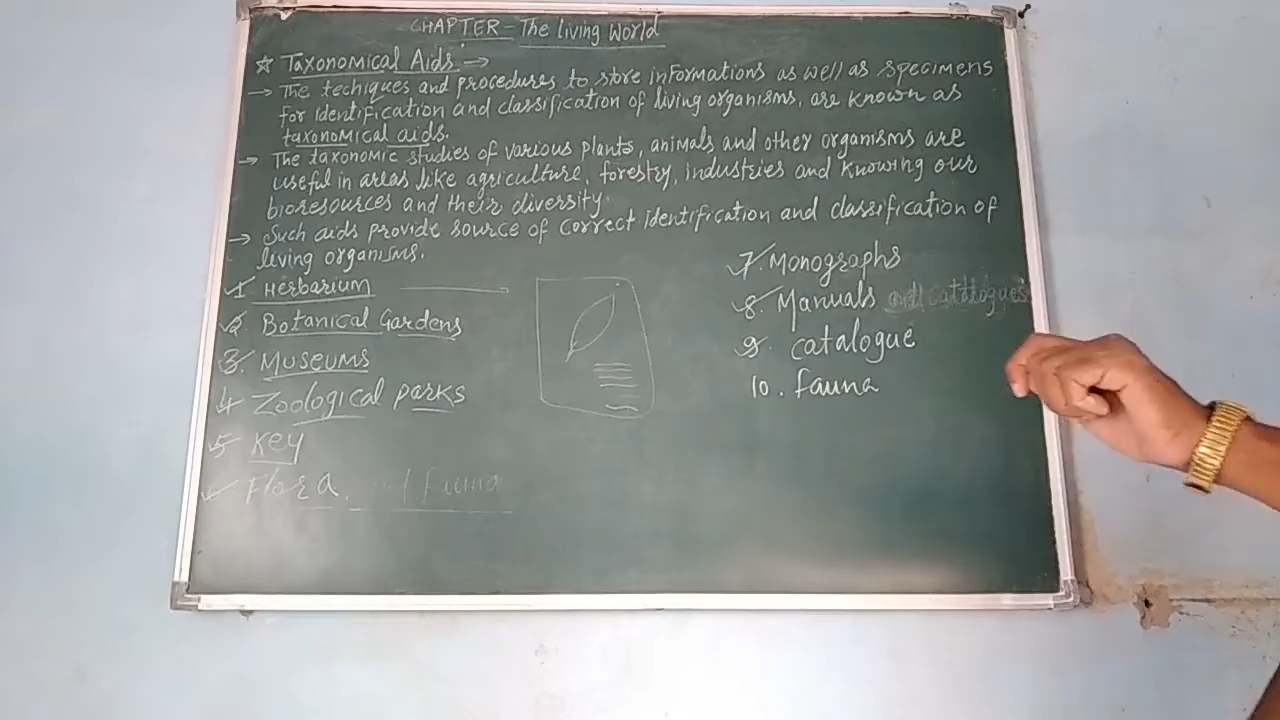 CHAPTER - The living World
☆ Taxonomical Aids. →
→ The techiques and procedures to store informations as well as specimens
for identification and classification of living organisms, are known as
taxonomical aids.
→ The taxonomic studies of various plants, animals and other organisms are
useful in areas like agriculture, forestry, industries and knowing our
bioresources and their diversity.
→ Such aids provide source of correct identification and classification of
living organisms.
1. Herbarium
2. Botanical Gardens
3. Museums
4. Zoological parks
5. Key
Flora. and fauna
7. Monographs
8. Manuals and catalogues
9. catalogue
10. fauna